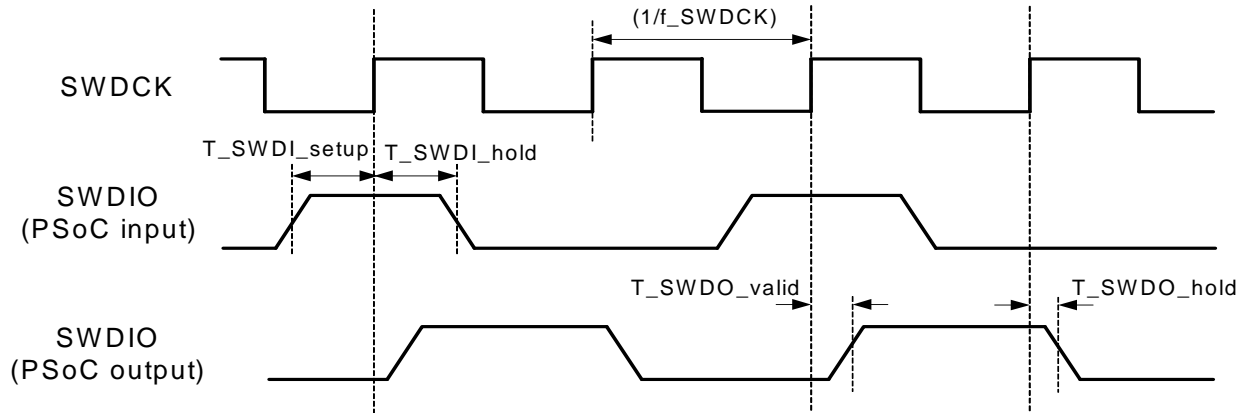 (1/f_SWDCK)
SWDCK
T_SWDI_setup
T_SWDI_hold
SWDIO
(PSoC input)
T_SWDO_valid
T_SWDO_hold
SWDIO
(PSoC output)